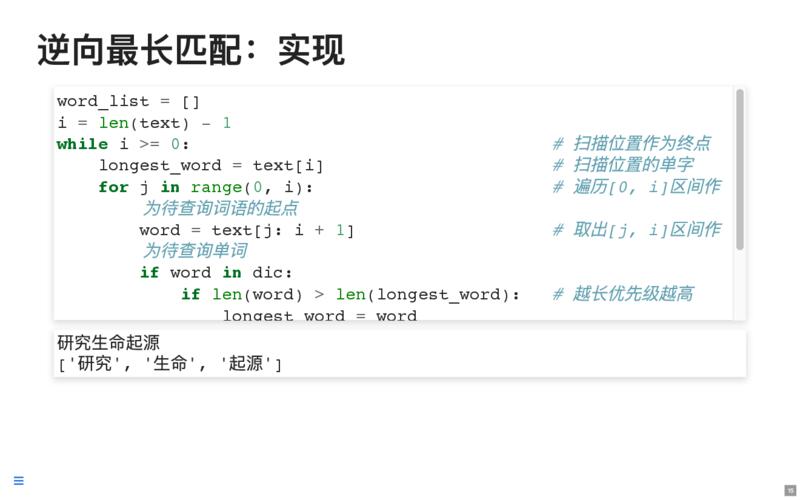 逆向最长匹配：实现
word_list = []
i = len(text) - 1
while i >= 0: # 扫描位置作为终点
longest_word = text[i] # 扫描位置的单字
for j in range(0, i): # 遍历[0, i]区间作
为待查询词语的起点
word = text[j: i + 1] # 取出[j, i]区间作
为待查询单词
if word in dic:
if len(word) > len(longest_word): # 越长优先级越高
longest_word = word
研究生命起源
['研究', '生命', '起源']
15